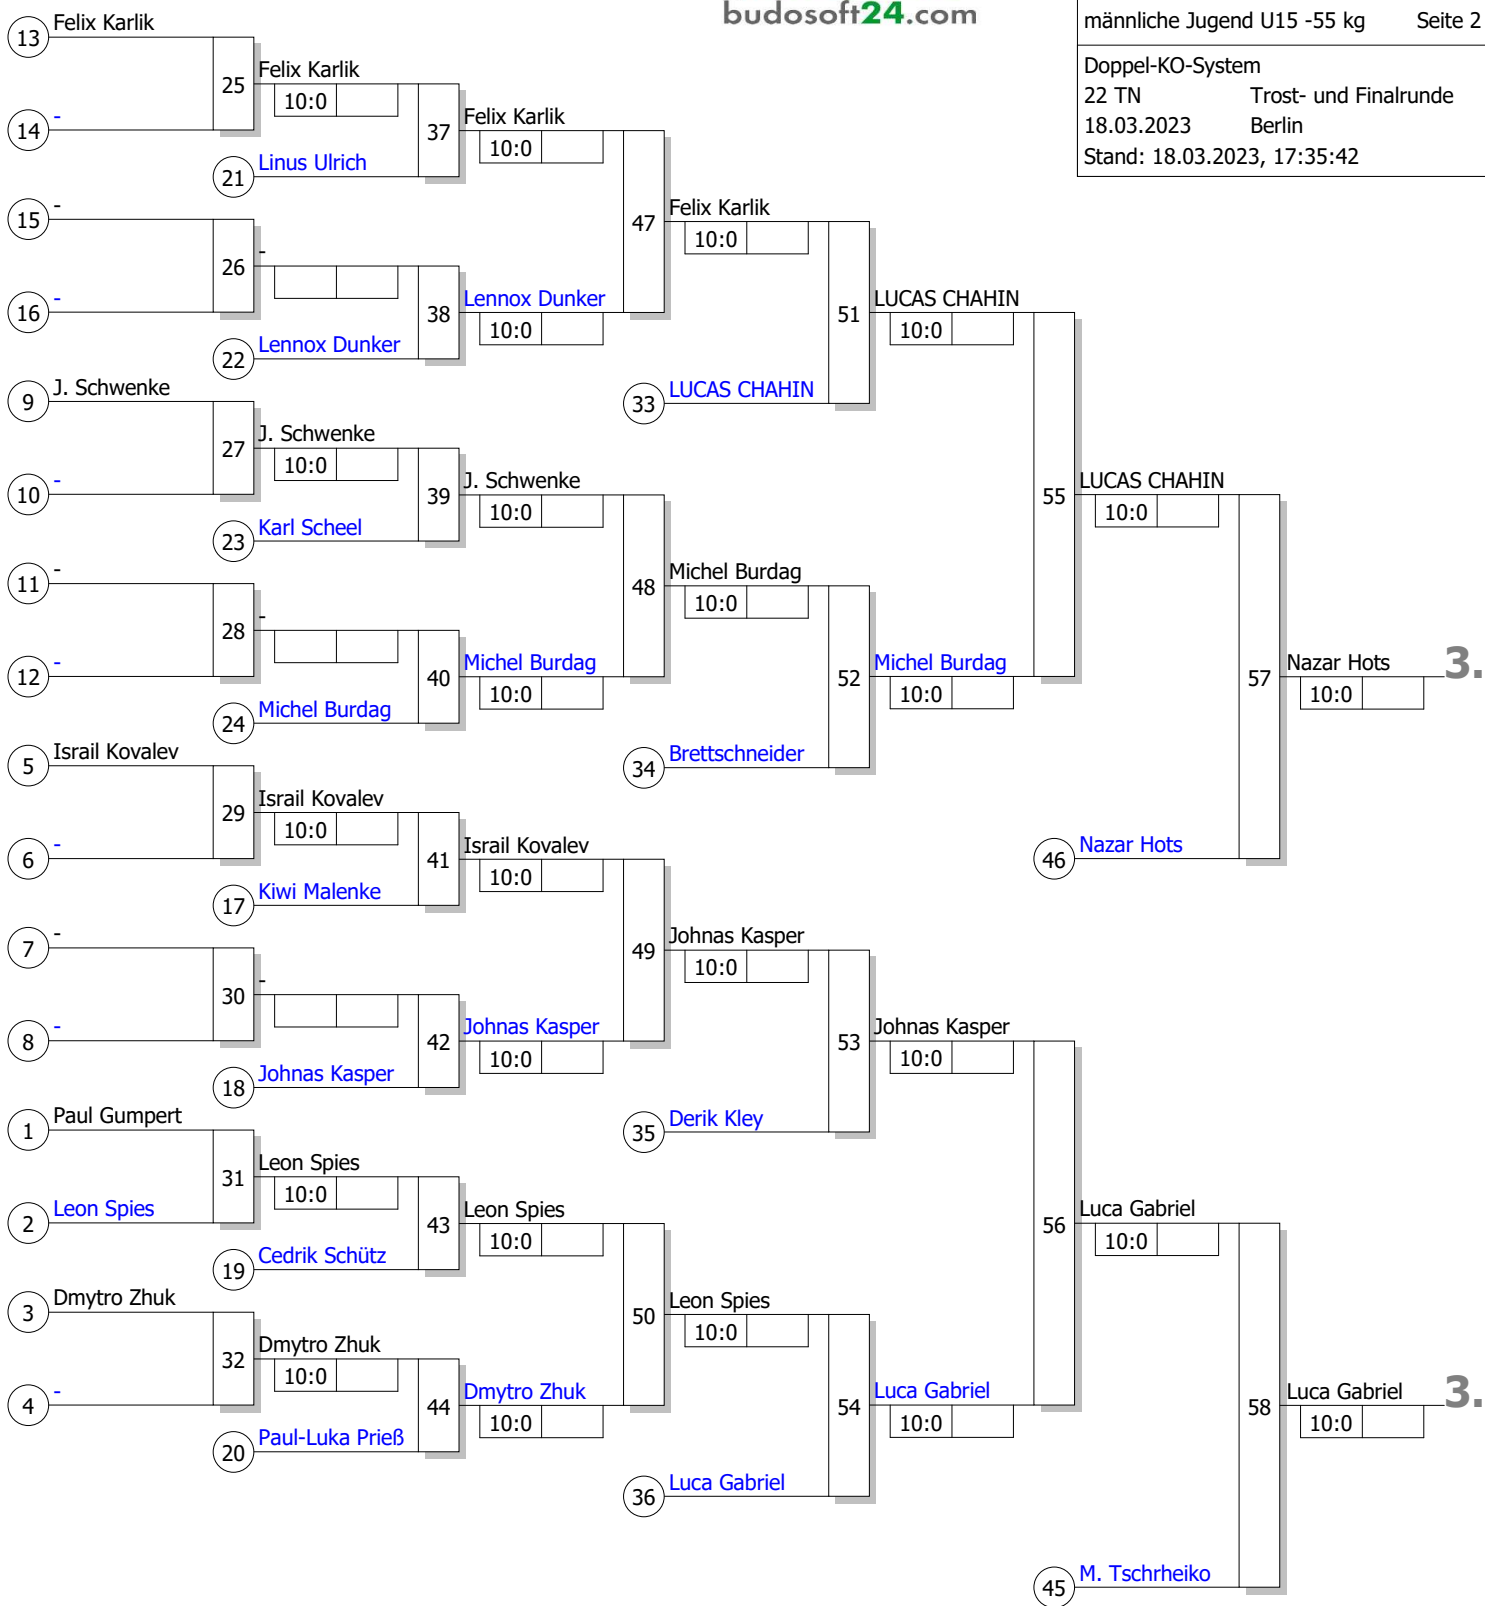 budosoft24.com
männliche Jugend U15 -55 kg Seite 2
Doppel-KO-System
22 TN Trost- und Finalrunde
18.03.2023 Berlin
Stand: 18.03.2023, 17:35:42
13 Felix Karlik
14 -
25 Felix Karlik
10:0
21 Linus Ulrich
37 Felix Karlik
10:0
15 -
16 -
26 -
22 Lennox Dunker
38 Lennox Dunker
10:0
47 Felix Karlik
10:0
33 LUCAS CHAHIN
51 LUCAS CHAHIN
10:0
9 J. Schwenke
10 -
27 J. Schwenke
10:0
23 Karl Scheel
39 J. Schwenke
10:0
11 -
12 -
28 -
24 Michel Burdag
40 Michel Burdag
10:0
48 Michel Burdag
10:0
34 Brettschneider
52 Michel Burdag
10:0
55 LUCAS CHAHIN
10:0
46 Nazar Hots
57 Nazar Hots 3.
10:0
5 Israil Kovalev
6 -
29 Israil Kovalev
10:0
17 Kiwi Malenke
41 Israil Kovalev
10:0
7 -
8 -
30 -
18 Johnas Kasper
42 Johnas Kasper
10:0
49 Johnas Kasper
10:0
35 Derik Kley
53 Johnas Kasper
10:0
1 Paul Gumpert
2 Leon Spies
31 Leon Spies
10:0
19 Cedrik Schütz
43 Leon Spies
10:0
3 Dmytro Zhuk
4 -
32 Dmytro Zhuk
10:0
20 Paul-Luka Prieß
44 Dmytro Zhuk
10:0
50 Leon Spies
10:0
36 Luca Gabriel
54 Luca Gabriel
10:0
56 Luca Gabriel
10:0
45 M. Tschrheiko
58 Luca Gabriel 3.
10:0